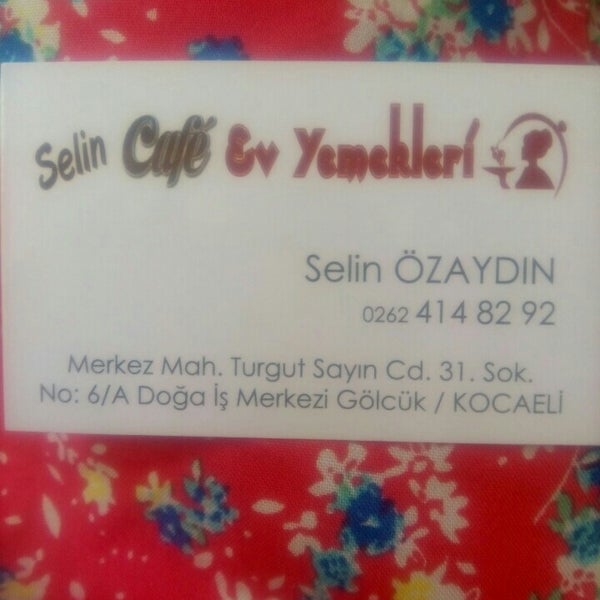 Selin Café Ev Yemekleri
Selin ÖZAYDIN
0262 414 82 92
Merkez Mah. Turgut Sayın Cd. 31. Sok.
No: 6/A Doğa İş Merkezi Gölcük / KOCAELİ